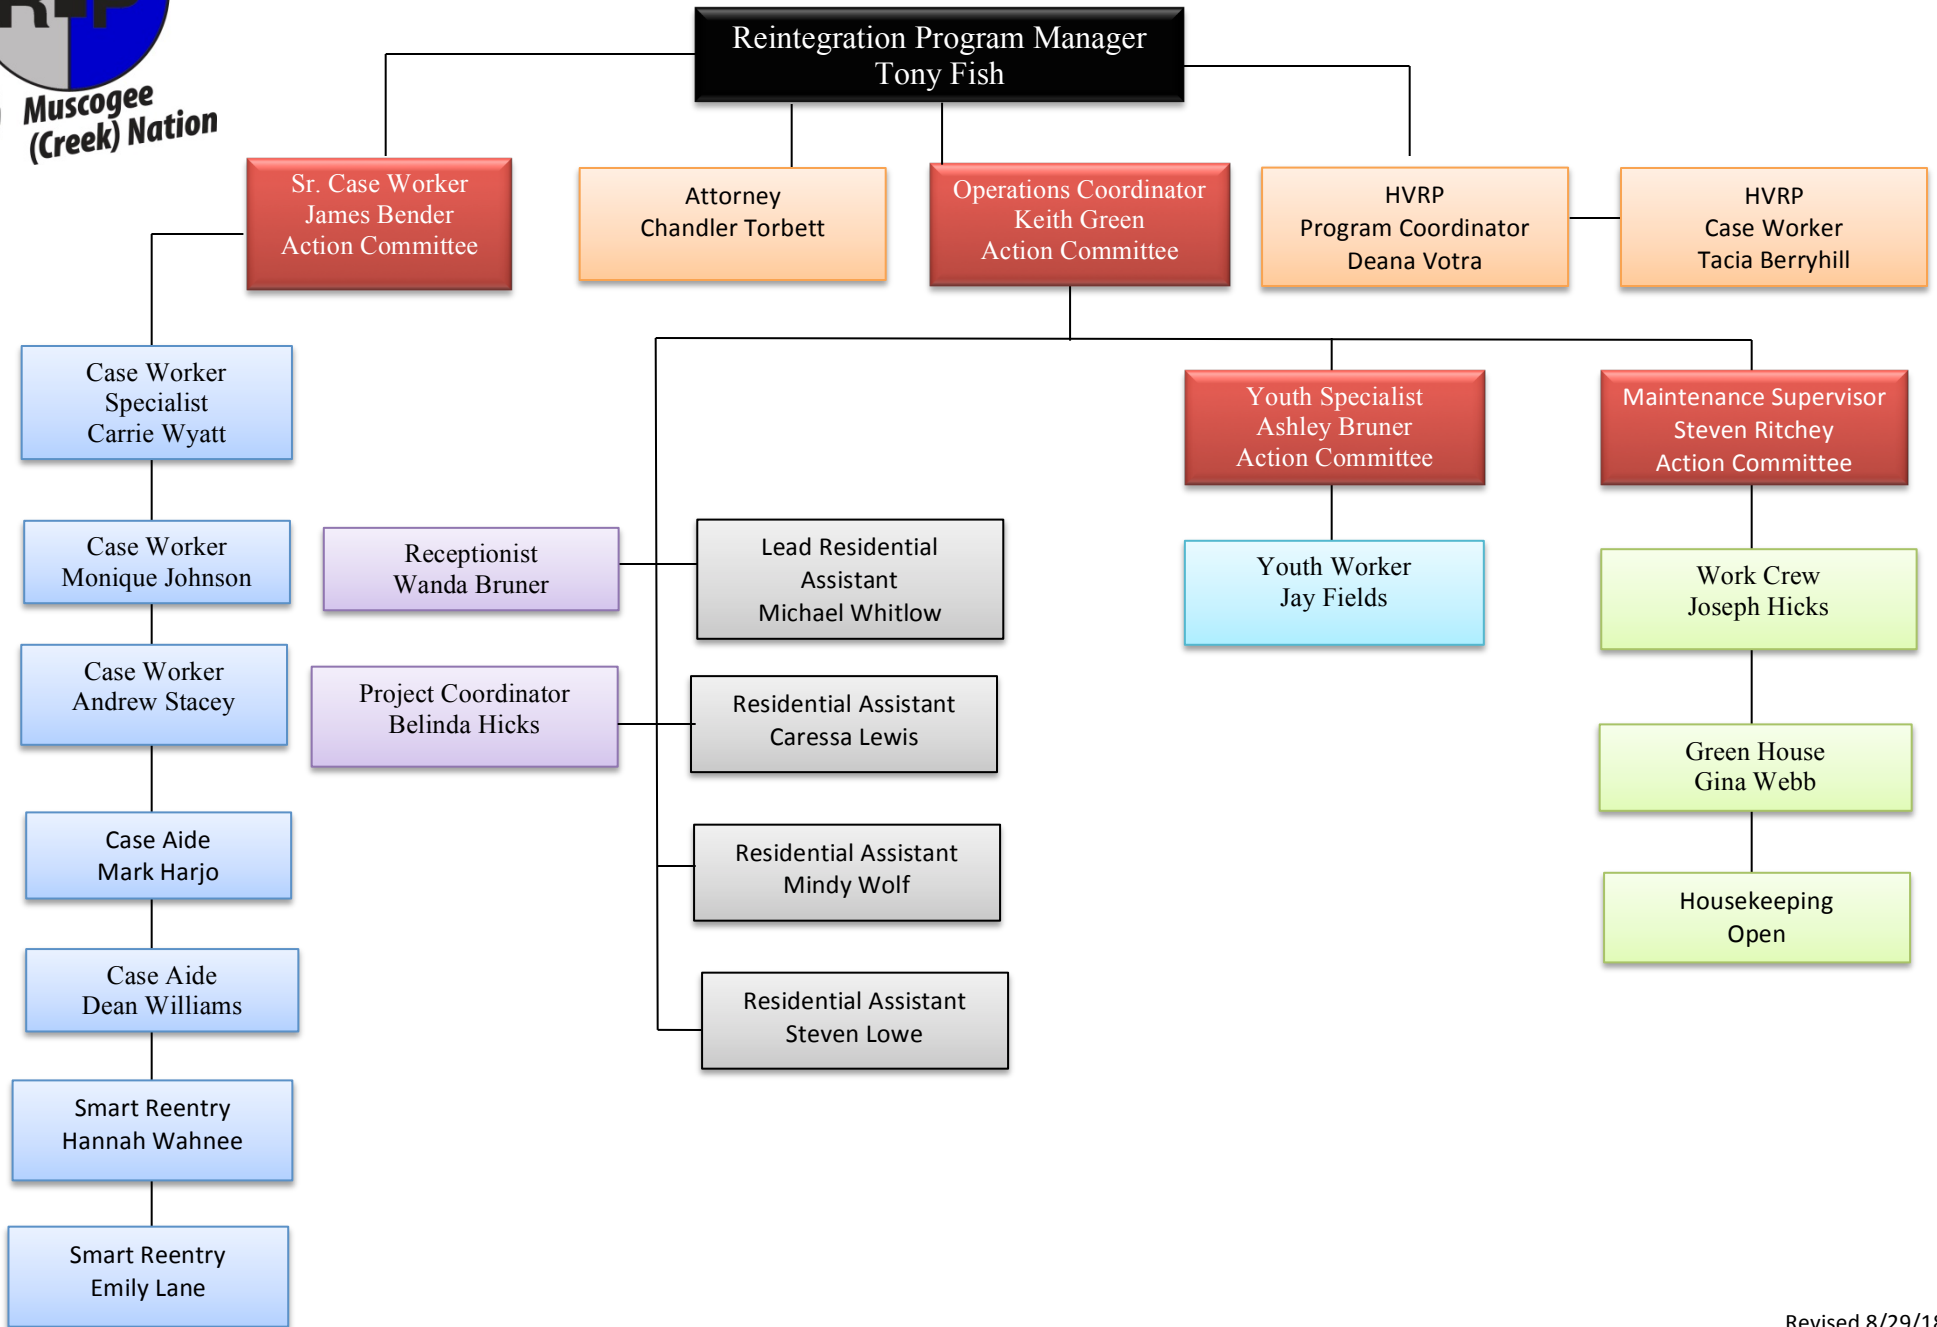 Muscogee
(Creek) Nation
Reintegration Program Manager
Tony Fish
Sr. Case Worker
James Bender
Action Committee
Attorney
Chandler Torbett
Operations Coordinator
Keith Green
Action Committee
HVRP
Program Coordinator
Deana Votra
HVRP
Case Worker
Tacia Berryhill
Case Worker
Specialist
Carrie Wyatt
Case Worker
Monique Johnson
Case Worker
Andrew Stacey
Case Aide
Mark Harjo
Case Aide
Dean Williams
Smart Reentry
Hannah Wahnee
Smart Reentry
Emily Lane
Receptionist
Wanda Bruner
Project Coordinator
Belinda Hicks
Lead Residential
Assistant
Michael Whitlow
Residential Assistant
Caressa Lewis
Residential Assistant
Mindy Wolf
Residential Assistant
Steven Lowe
Youth Specialist
Ashley Bruner
Action Committee
Youth Worker
Jay Fields
Maintenance Supervisor
Steven Ritchey
Action Committee
Work Crew
Joseph Hicks
Green House
Gina Webb
Housekeeping
Open
Revised 8/29/18